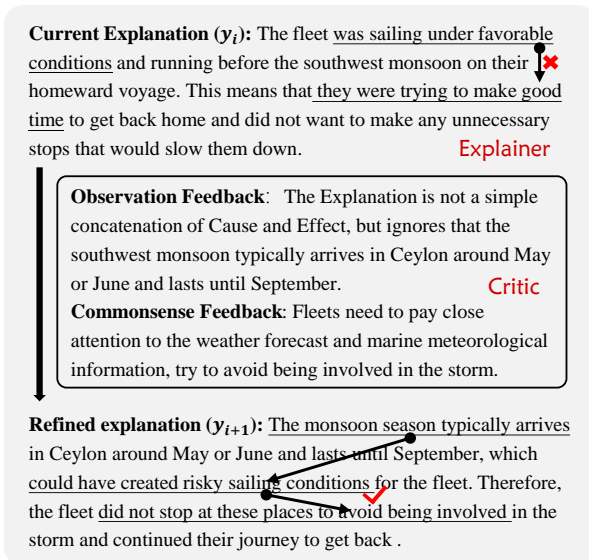 Current Explanation (yᵢ): The fleet was sailing under favorable
conditions and running before the southwest monsoon on their
homeward voyage. This means that they were trying to make good
time to get back home and did not want to make any unnecessary
stops that would slow them down.
Explainer
Observation Feedback: The Explanation is not a simple
concatenation of Cause and Effect, but ignores that the
southwest monsoon typically arrives in Ceylon around May
or June and lasts until September.
Critic
Commonsense Feedback: Fleets need to pay close
attention to the weather forecast and marine meteorological
information, try to avoid being involved in the storm.
Refined explanation (yᵢ₊₁): The monsoon season typically arrives
in Ceylon around May or June and lasts until September, which
could have created risky sailing conditions for the fleet. Therefore,
the fleet did not stop at these places to avoid being involved in the
storm and continued their journey to get back .